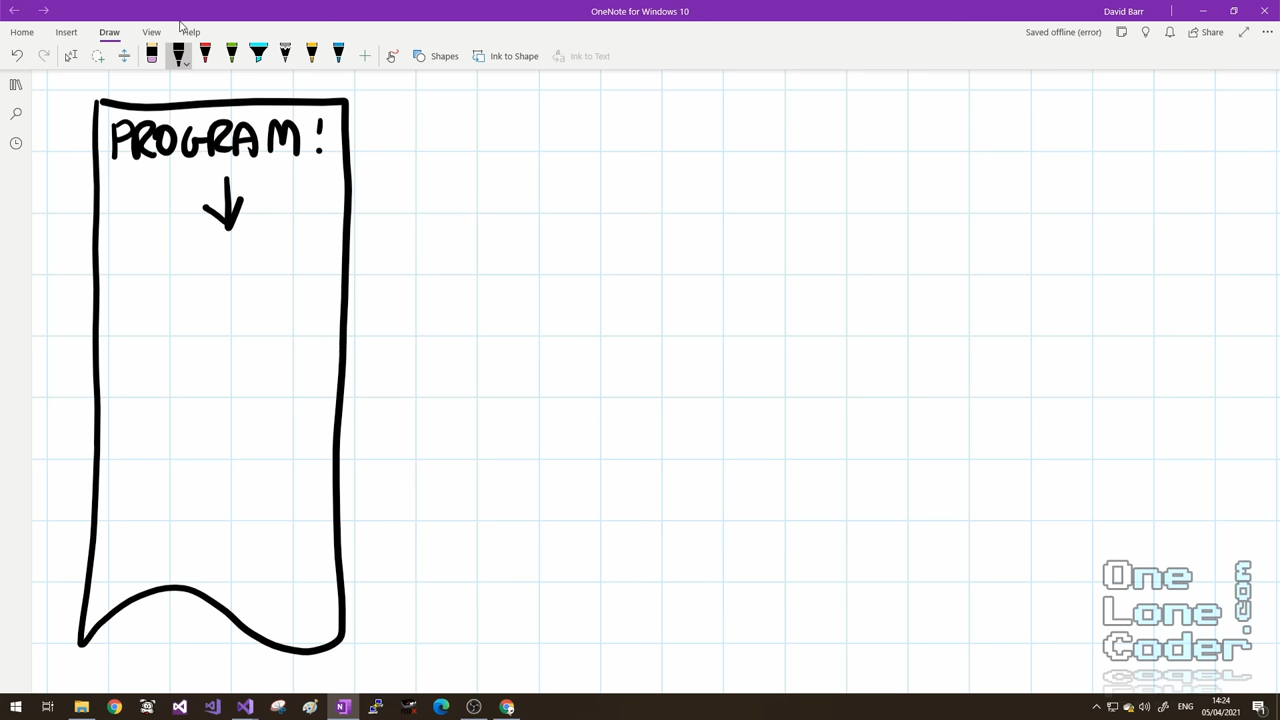 OneNote for Windows 10
David Barr
Home Insert Draw View Help
Saved offline (error)
Share
Shapes
Ink to Shape
Ink to Text
PROGRAM!
One
Lone
Coder
.com
ENG
14:24
05/04/2021
1